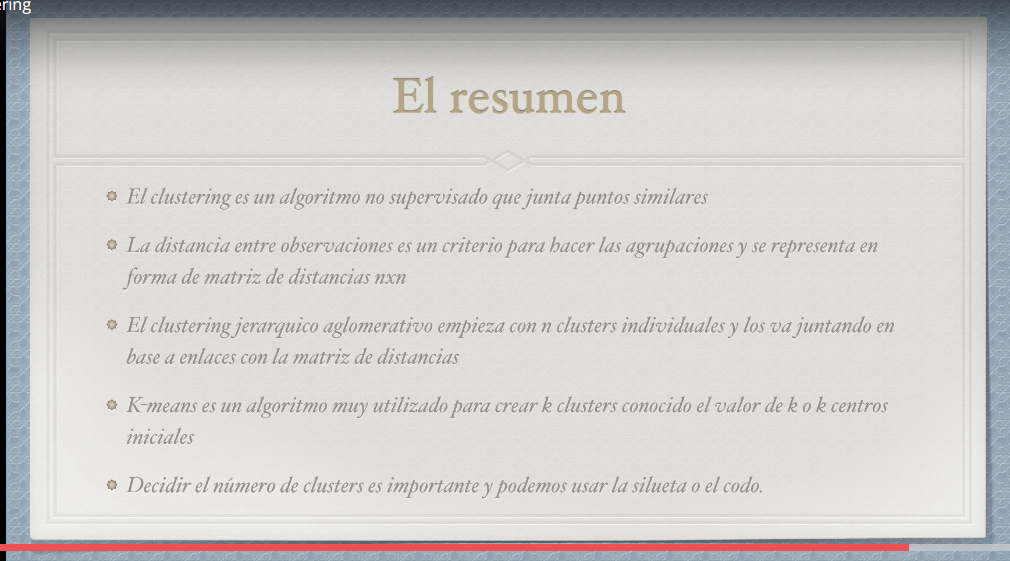 El resumen
El clustering es un algoritmo no supervisado que junta puntos similares
La distancia entre observaciones es un criterio para hacer las agrupaciones y se representa en
forma de matriz de distancias nxn
El clustering jerarquico aglomerativo empieza con n clusters individuales y los va juntando en
base a enlaces con la matriz de distancias
K-means es un algoritmo muy utilizado para crear k clusters conocido el valor de k o k centros
iniciales
Decidir el número de clusters es importante y podemos usar la silueta o el codo.